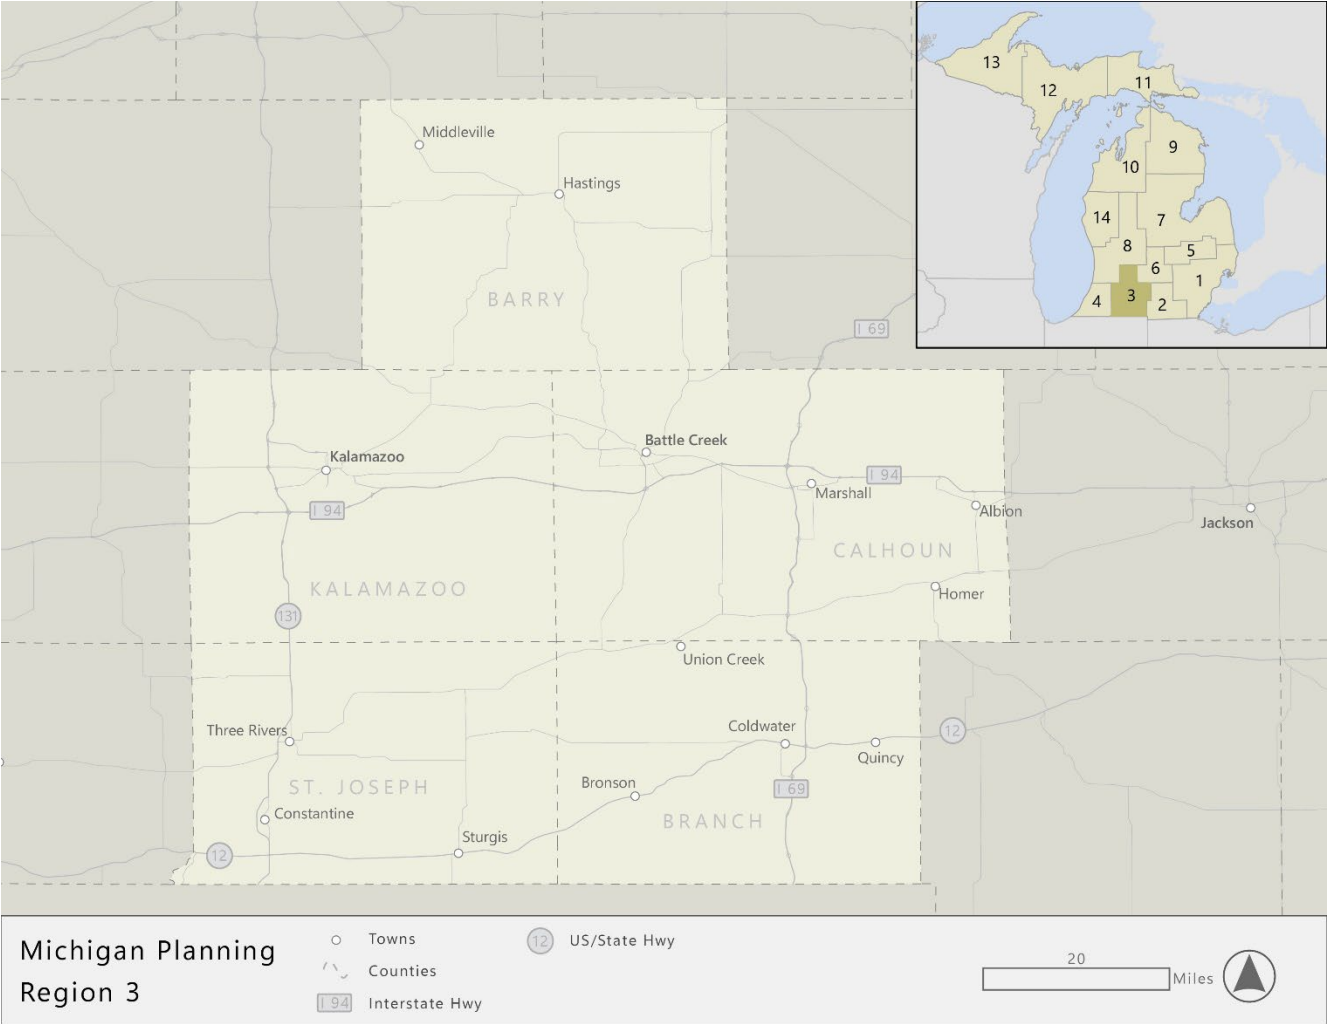 13
12
11
9
10
14
7
8
5
6
1
4
3
2
Middleville
Hastings
BARRY
I 69
Battle Creek
Kalamazoo
I 94
Marshall
I 94
Albion
Jackson
CALHOUN
KALAMAZOO
Homer
131
Union Creek
Three Rivers
Coldwater
12
Quincy
ST. JOSEPH
Bronson
I 69
Constantine
BRANCH
Sturgis
12
Michigan Planning
Region 3
Towns
Counties
I 94 Interstate Hwy
12 US/State Hwy
20
Miles